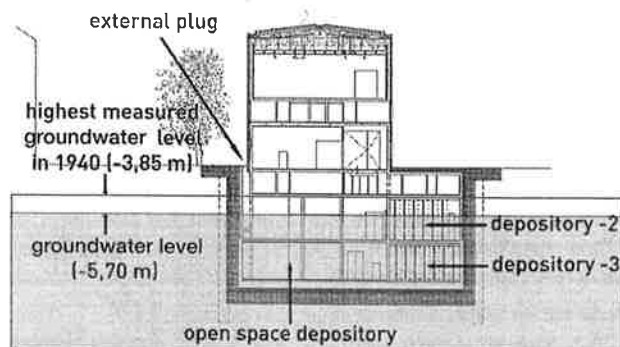 external plug
highest measured
groundwater level
in 1940 (-3,85 m)
groundwater level
(-5,70 m)
depository -2
depository -3
open space depository